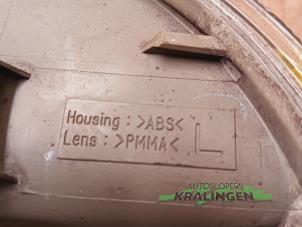 Housing : >ABS<
Lens : >PMMA<
L
AUTOSLOPERIJ
KRALINGEN